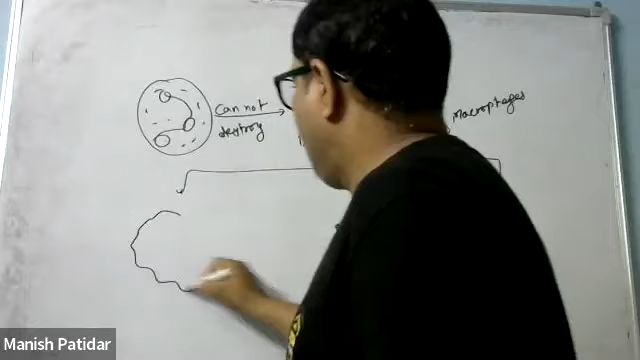 can not
destroy
Macrophages
Manish Patidar